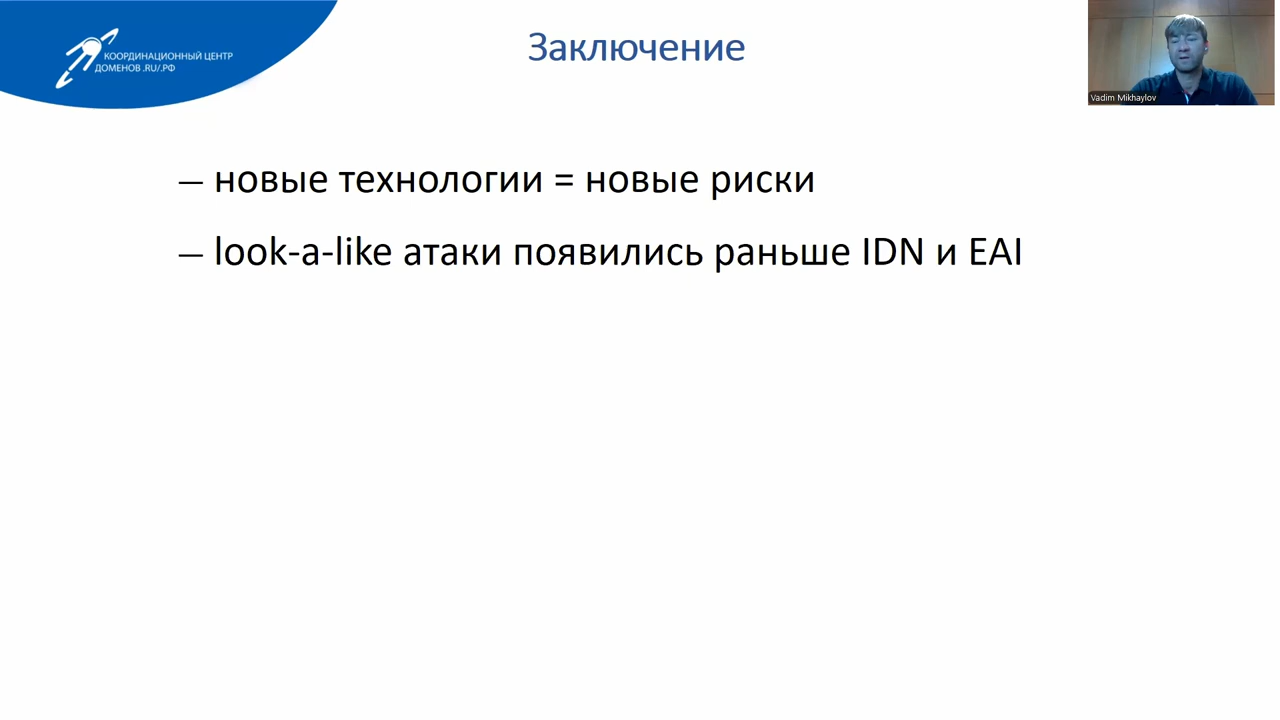 КООРДИНАЦИОННЫЙ ЦЕНТР
ДОМЕНОВ .RU/.РФ
Заключение
Vadim Mikhaylov
— новые технологии = новые риски
— look-a-like атаки появились раньше IDN и EAI